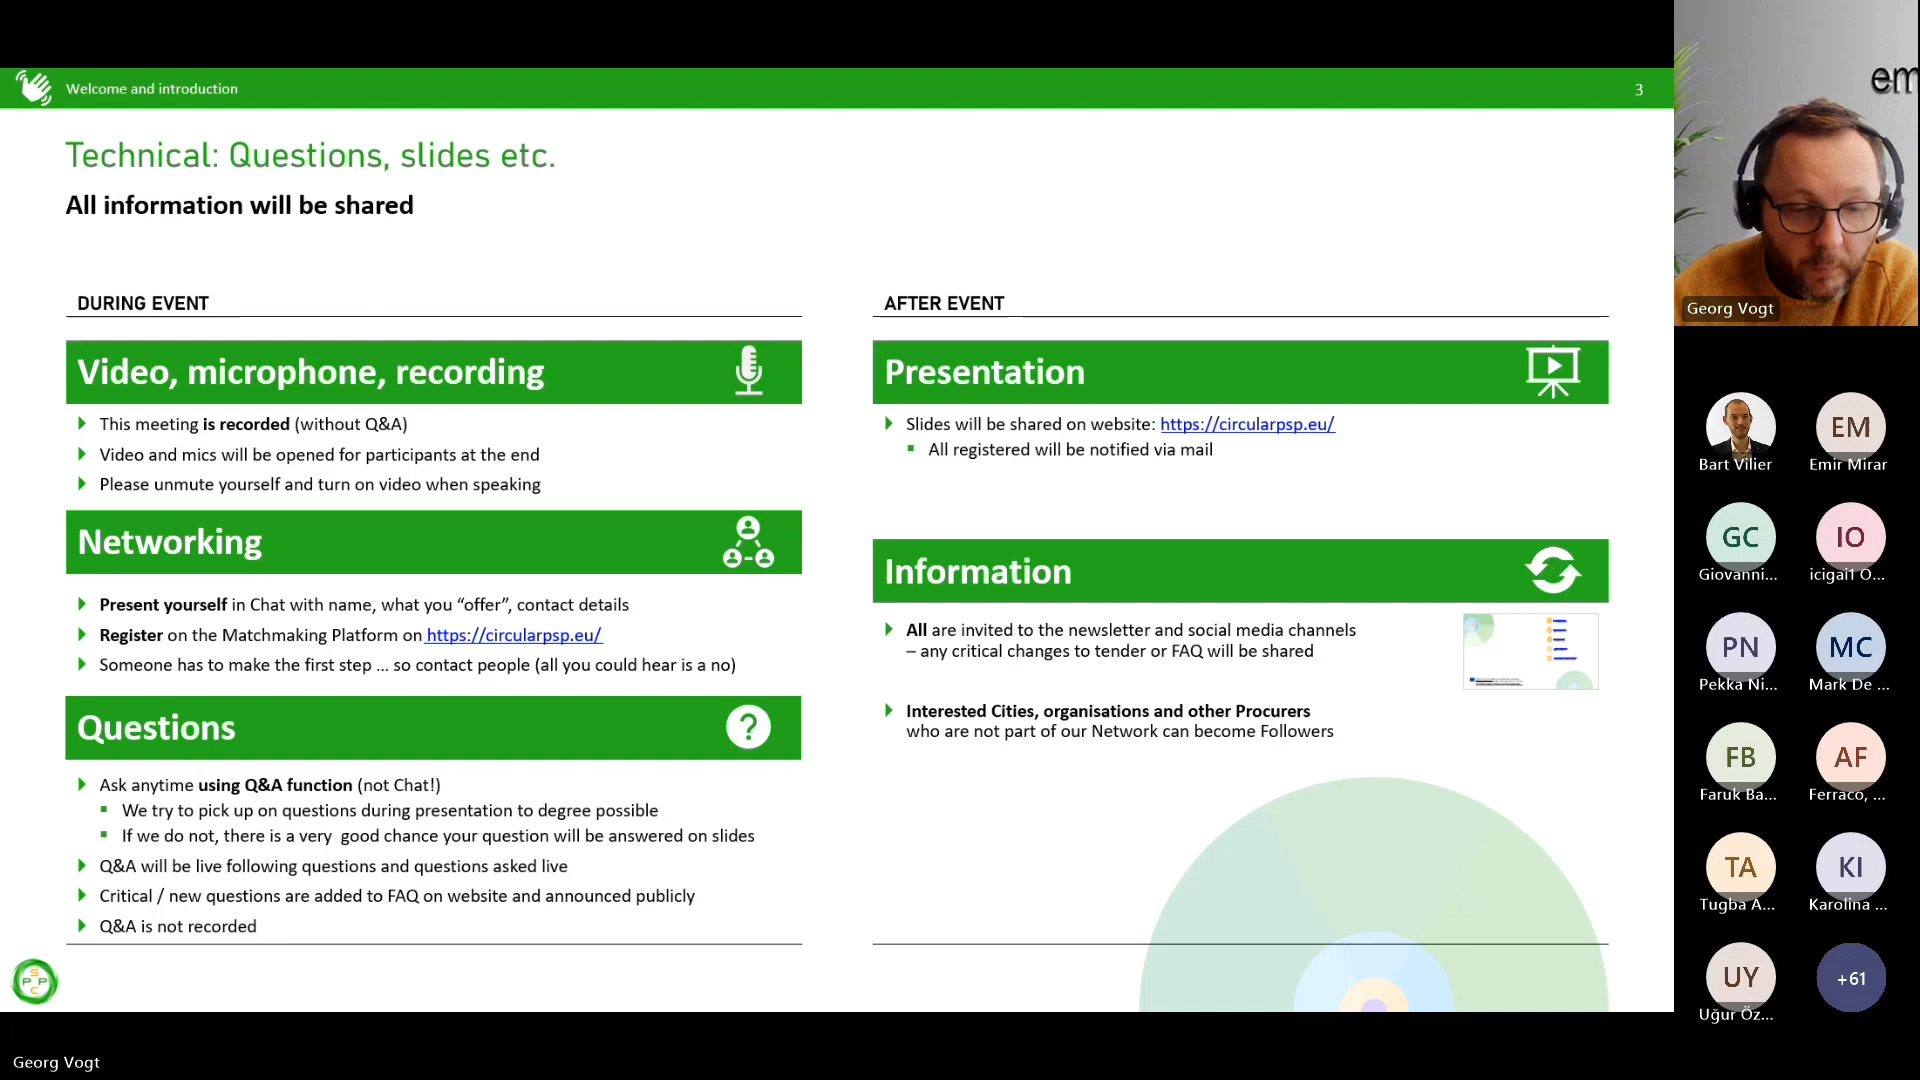 Welcome and introduction
3
Technical: Questions, slides etc.
All information will be shared
DURING EVENT
Video, microphone, recording
This meeting is recorded (without Q&A)
Video and mics will be opened for participants at the end
Please unmute yourself and turn on video when speaking
Networking
Present yourself in Chat with name, what you “offer”, contact details
Register on the Matchmaking Platform on https://circularpsp.eu/
Someone has to make the first step … so contact people (all you could hear is a no)
Questions
?
Ask anytime using Q&A function (not Chat!)
We try to pick up on questions during presentation to degree possible
If we do not, there is a very  good chance your question will be answered on slides
Q&A will be live following questions and questions asked live
Critical / new questions are added to FAQ on website and announced publicly
Q&A is not recorded
AFTER EVENT
Presentation
Slides will be shared on website: https://circularpsp.eu/
All registered will be notified via mail
Information
All are invited to the newsletter and social media channels
– any critical changes to tender or FAQ will be shared
Interested Cities, organisations and other Procurers
who are not part of our Network can become Followers
S
P P
C
Georg Vogt
em
Georg Vogt
Bart Vilier
EM
Emir Mirar
GC
Giovanni...
IO
icigai1 O...
PN
Pekka Ni...
MC
Mark De ...
FB
Faruk Ba...
AF
Ferraco, ...
TA
Tugba A...
KI
Karolina ...
UY
Uğur Öz...
+61